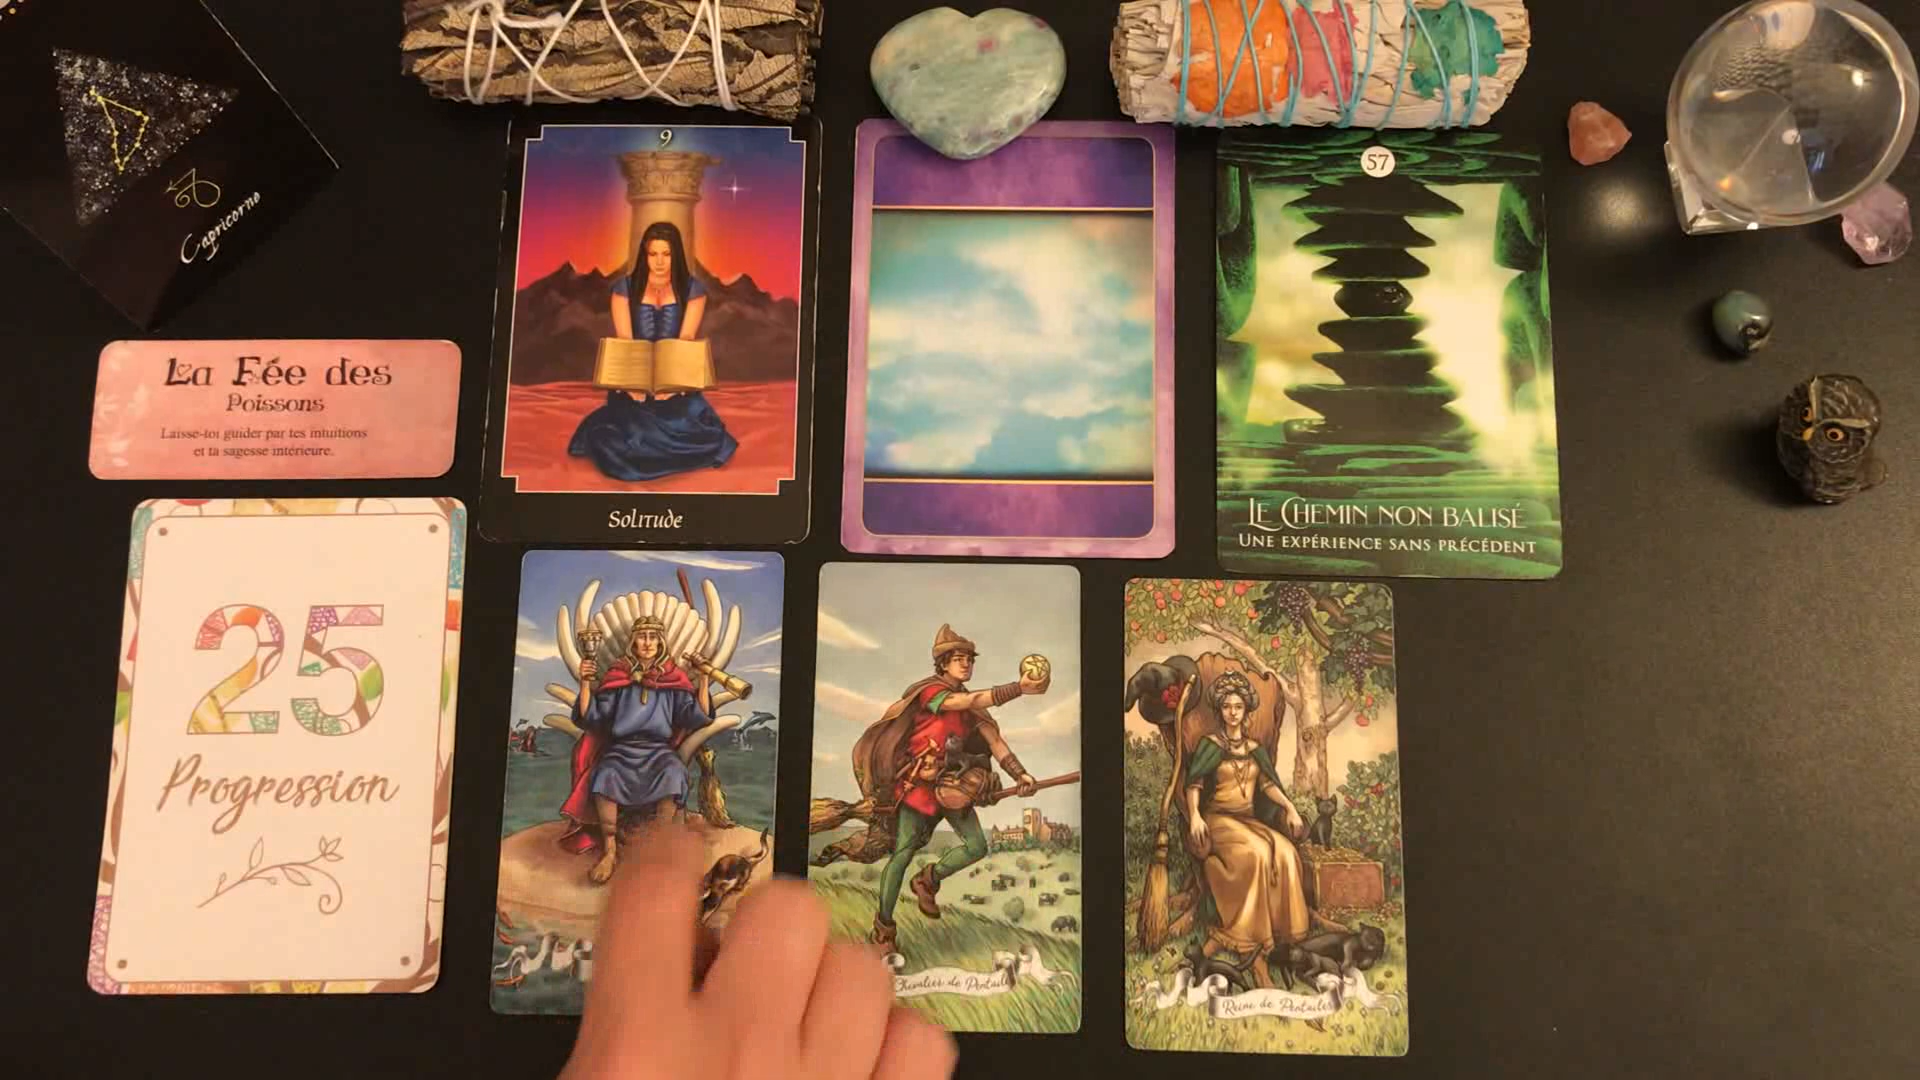 Capricorne
9
57
La Fée des
Poissons
Laisse-toi guider par tes intuitions
et ta sagesse intérieure.
Solitude
Le Chemin non balisé
Une expérience sans précédent
25
Progression
Chevalier de Pentacle
Reine de Pentacles